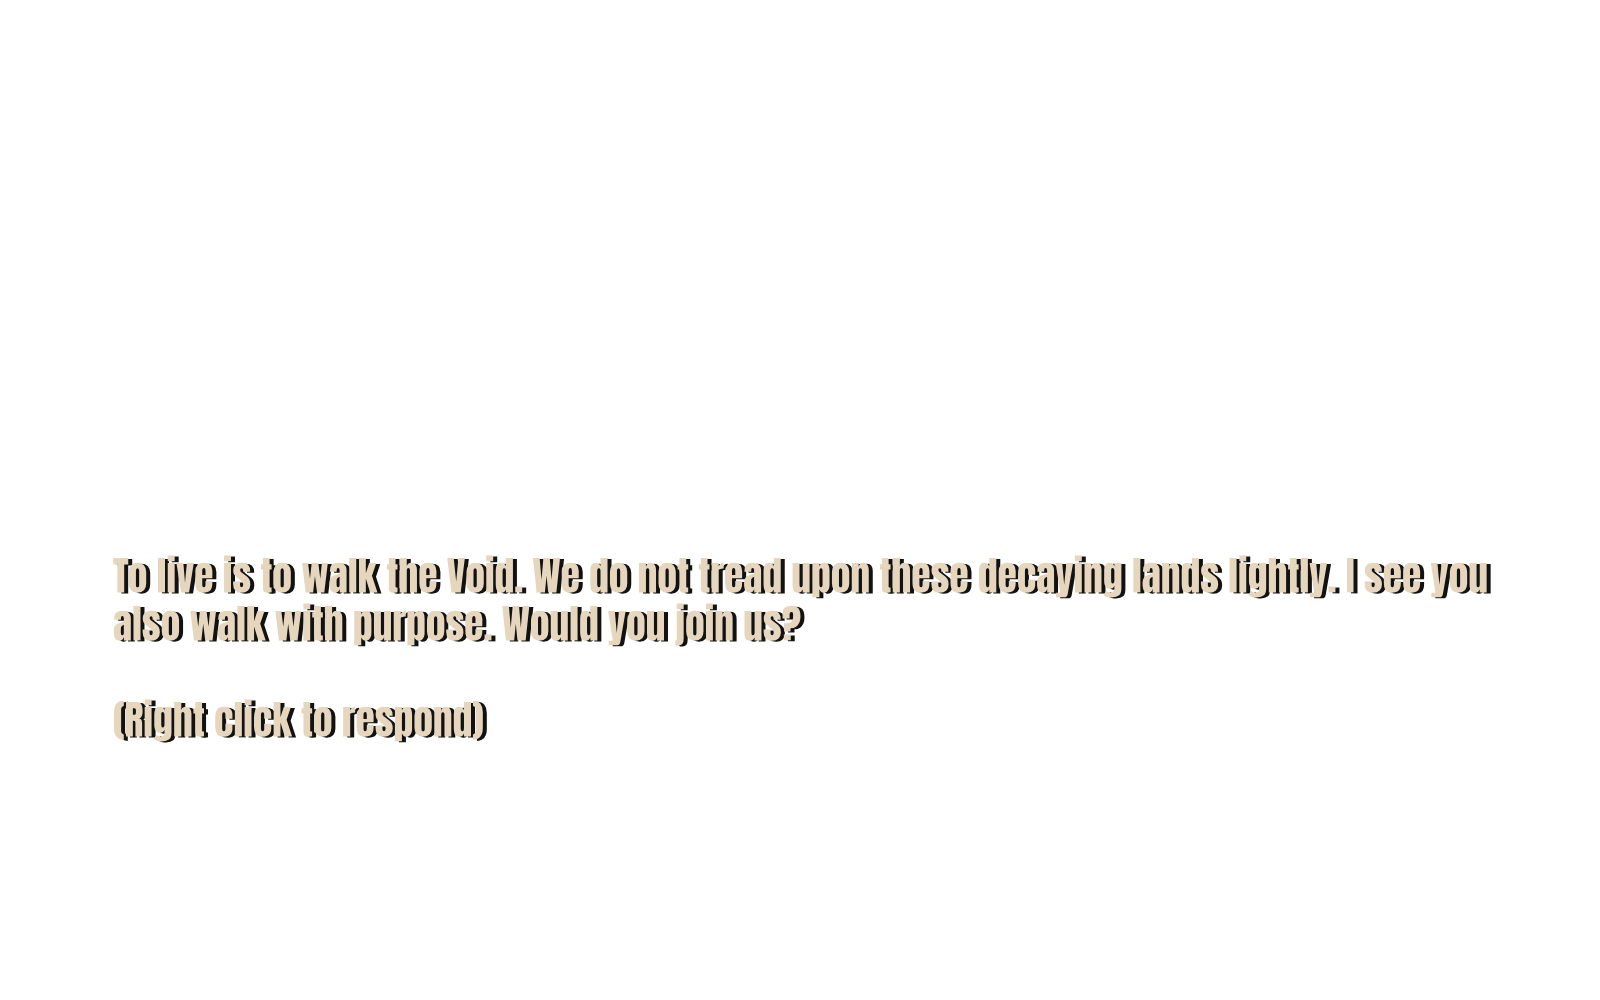 To live is to walk the Void. We do not tread upon these decaying lands lightly. I see you
also walk with purpose. Would you join us?
(Right click to respond)